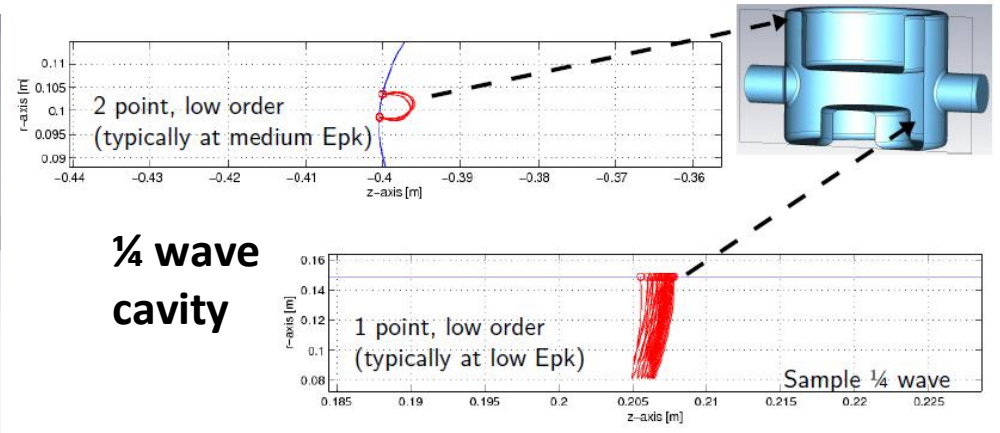 0.11
0.105
0.1
0.095
0.09
r-axis [m]
2 point, low order
(typically at medium Epk)
-0.44 -0.43 -0.42 -0.41 -0.4 -0.39 -0.38 -0.37 -0.36
z-axis [m]
¼ wave
cavity
0.16
0.14
0.12
0.1
0.08
r-axis [m]
1 point, low order
(typically at low Epk)
Sample ¼ wave
0.185 0.19 0.195 0.2 0.205 0.21 0.215 0.22 0.225
z-axis [m]